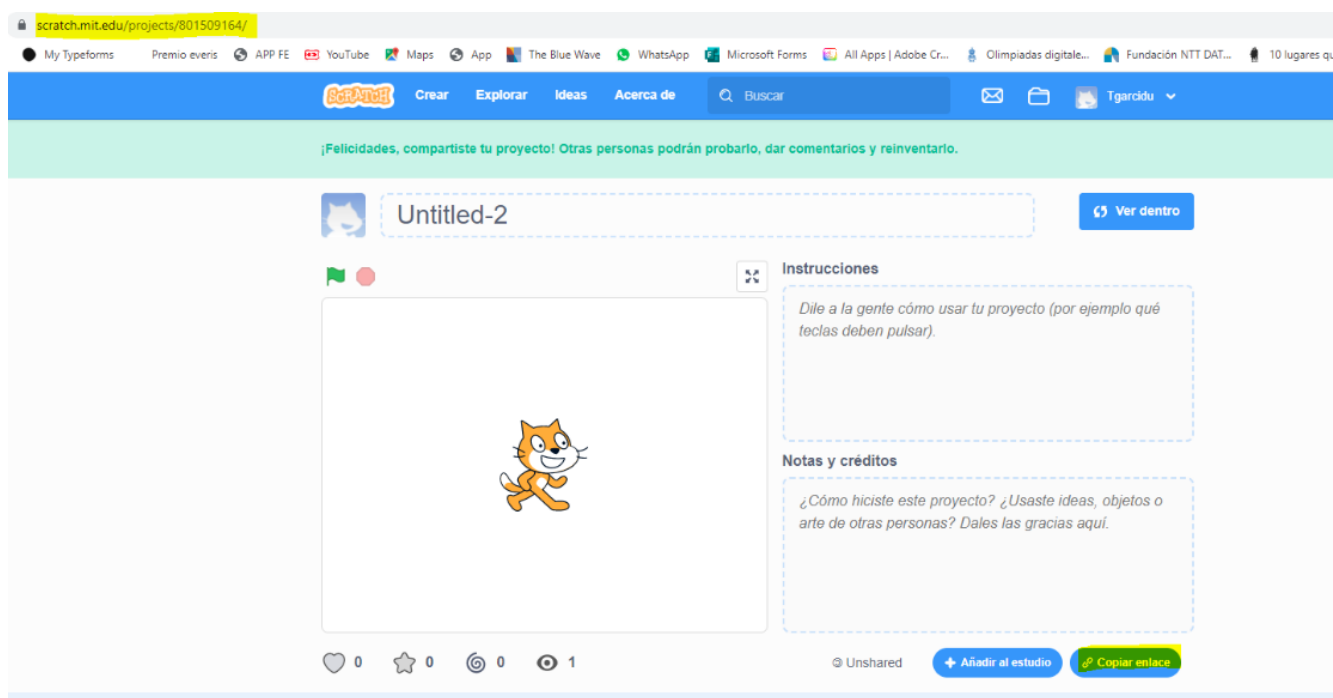 scratch.mit.edu/projects/801509164/
My Typeforms Premio everis APP FE YouTube Maps App The Blue Wave WhatsApp Microsoft Forms All Apps | Adobe Cr... Olimpiadas digitale... Fundación NTT DAT... 10 lugares qu
SCRATCH Crear Explorar Ideas Acerca de Buscar Tgarcidu
¡Felicidades, compartiste tu proyecto! Otras personas podrán probarlo, dar comentarios y reinventarlo.
Untitled-2 Ver dentro
Instrucciones
Dile a la gente cómo usar tu proyecto (por ejemplo qué
teclas deben pulsar).
Notas y créditos
¿Cómo hiciste este proyecto? ¿Usaste ideas, objetos o
arte de otras personas? Dales las gracias aquí.
0 0 0 1 Unshared Añadir al estudio Copiar enlace